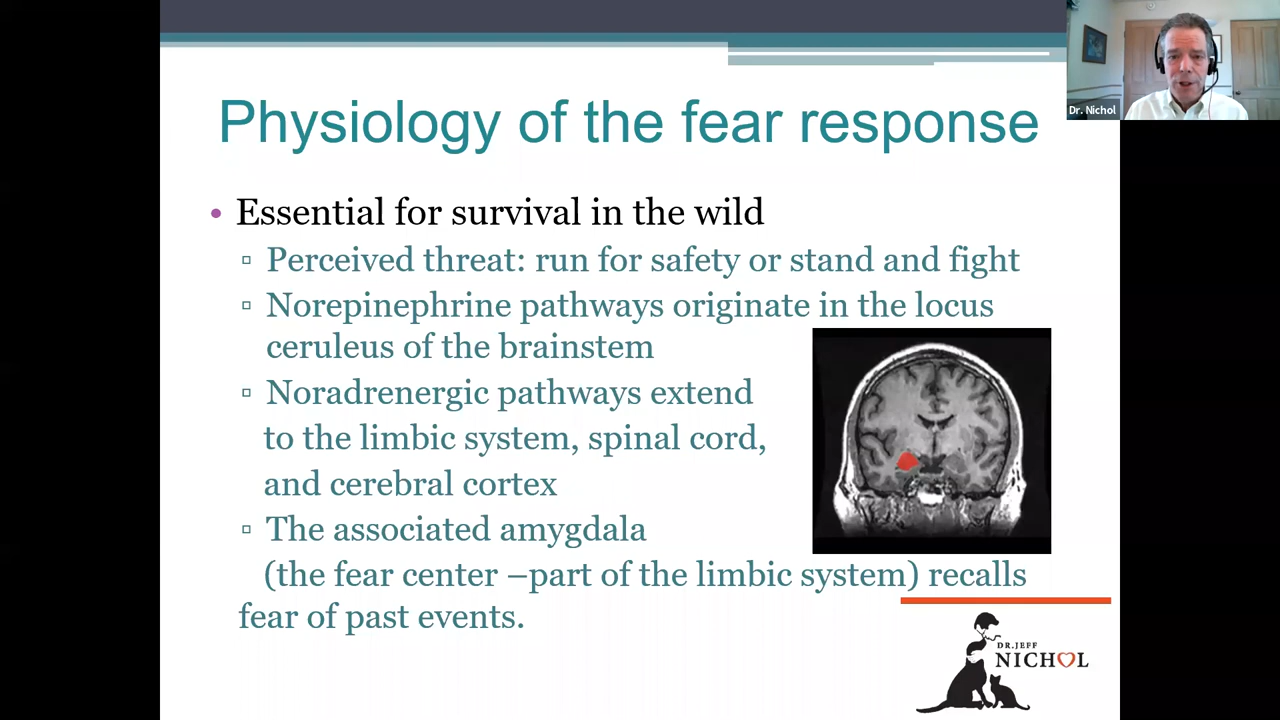 Physiology of the fear response
• Essential for survival in the wild
▫ Perceived threat: run for safety or stand and fight
▫ Norepinephrine pathways originate in the locus
ceruleus of the brainstem
▫ Noradrenergic pathways extend
to the limbic system, spinal cord,
and cerebral cortex
▫ The associated amygdala
(the fear center –part of the limbic system) recalls
fear of past events.
Dr. Nichol
DR. JEFF
NICHOL